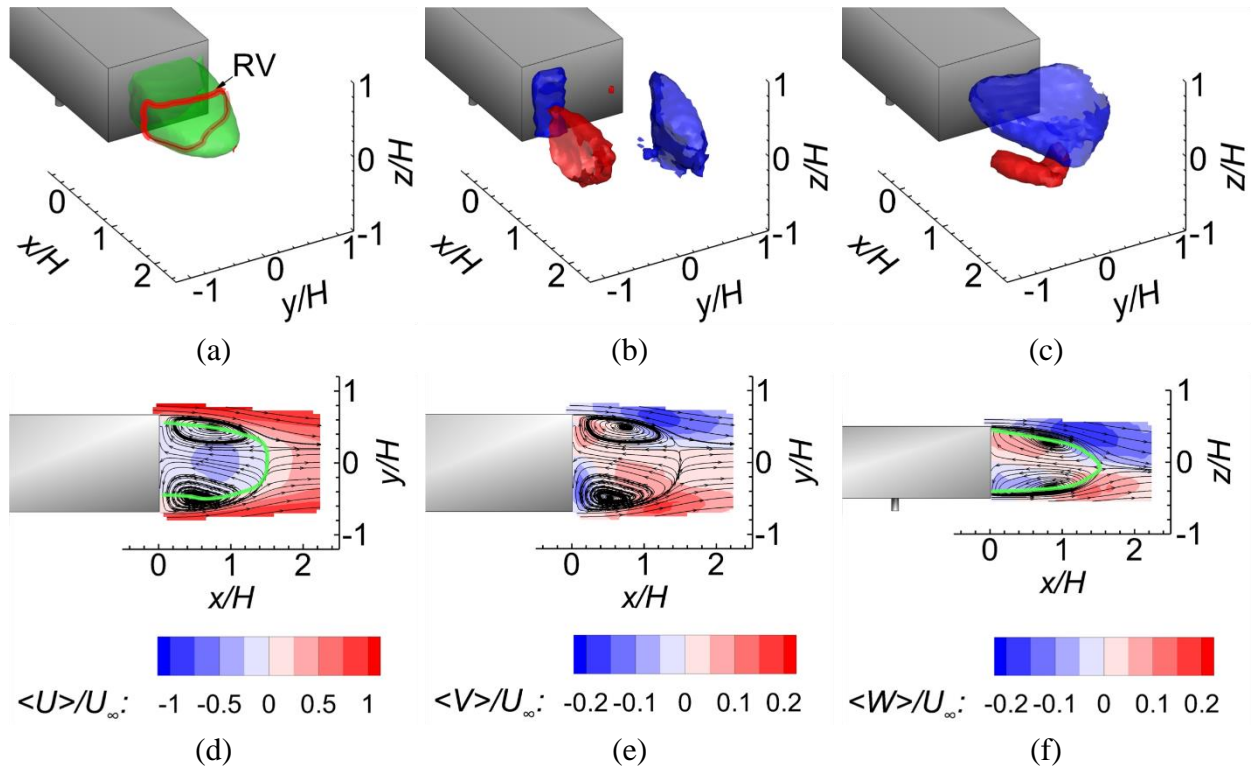 RV
1
0
-1
z/H
0
1
2
x/H
-1
0
1
y/H
(a)
1
0
-1
z/H
0
1
2
x/H
-1
0
1
y/H
(b)
1
0
-1
z/H
0
1
2
x/H
-1
0
1
y/H
(c)
1
0
-1
y/H
0 1 2
x/H
<U>/U∞: -1 -0.5 0 0.5 1
(d)
1
0
-1
y/H
0 1 2
x/H
<V>/U∞: -0.2 -0.1 0 0.1 0.2
(e)
1
0
-1
z/H
0 1 2
x/H
<W>/U∞: -0.2 -0.1 0 0.1 0.2
(f)